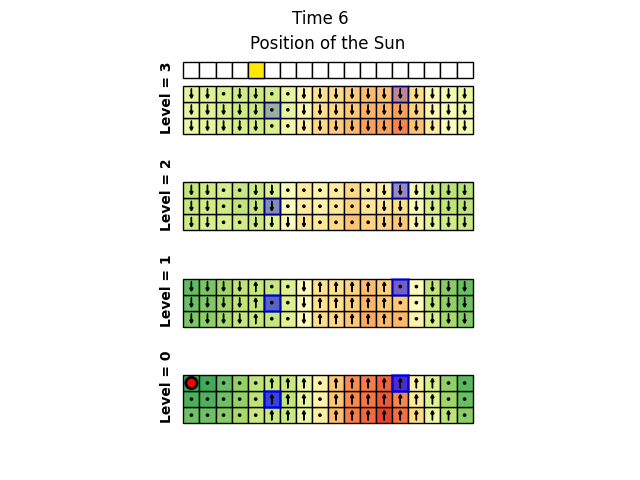 Time 6
Position of the Sun
Level = 3
Level = 2
Level = 1
Level = 0